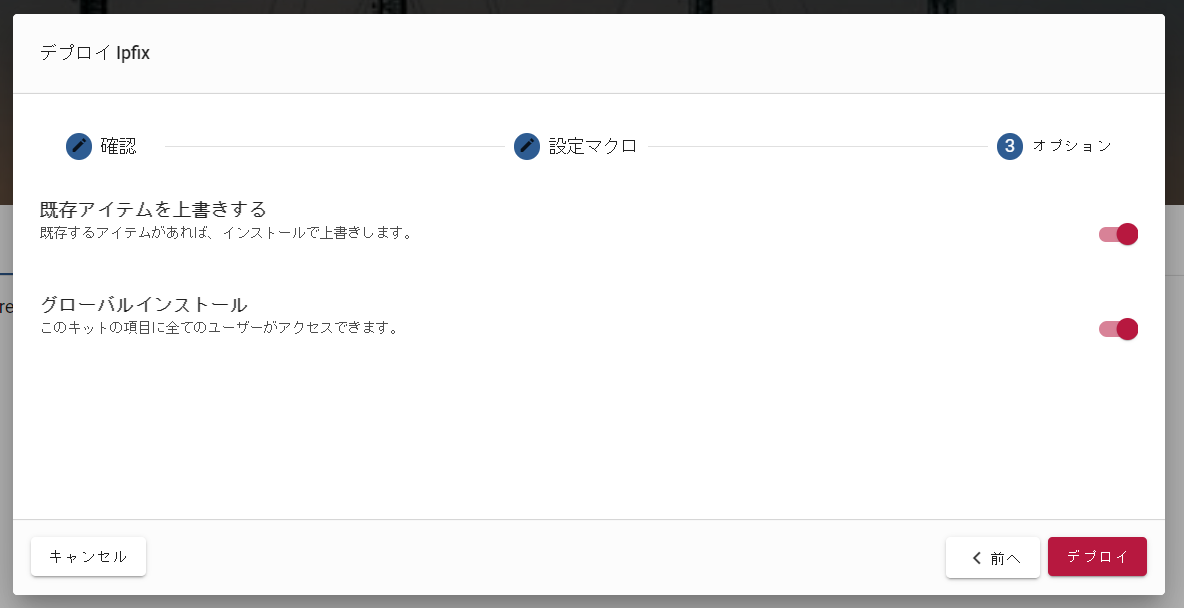 デプロイ Ipfix
確認
設定マクロ
3 オプション
既存アイテムを上書きする
既存するアイテムがあれば、インストールで上書きします。
グローバルインストール
このキットの項目に全てのユーザーがアクセスできます。
re
キャンセル
前へ
デプロイ